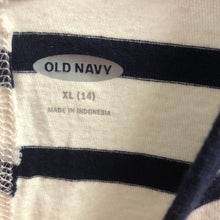 OLD NAVY
XL (14)
MADE IN INDONESIA